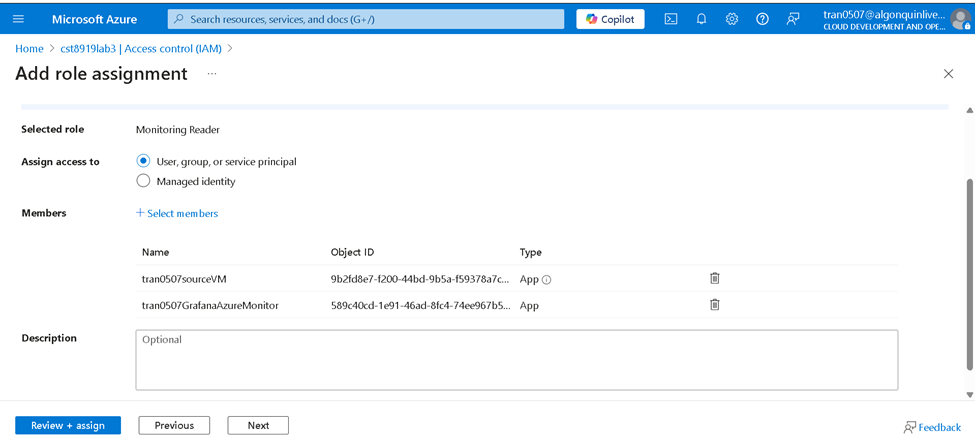 Microsoft Azure
Search resources, services, and docs (G+/)
Copilot
tran0507@algonquinlive...
CLOUD DEVELOPMENT AND OPE...
Home > cst8919lab3 | Access control (IAM) >
Add role assignment ...
Selected role Monitoring Reader
Assign access to User, group, or service principal
Managed identity
Members + Select members
Name Object ID Type
tran0507sourceVM 9b2fd8e7-f200-44bd-9b5a-f59378a7c... App
tran0507GrafanaAzureMonitor 589c40cd-1e91-46ad-8fc4-74ee967b5... App
Description Optional
Review + assign Previous Next Feedback